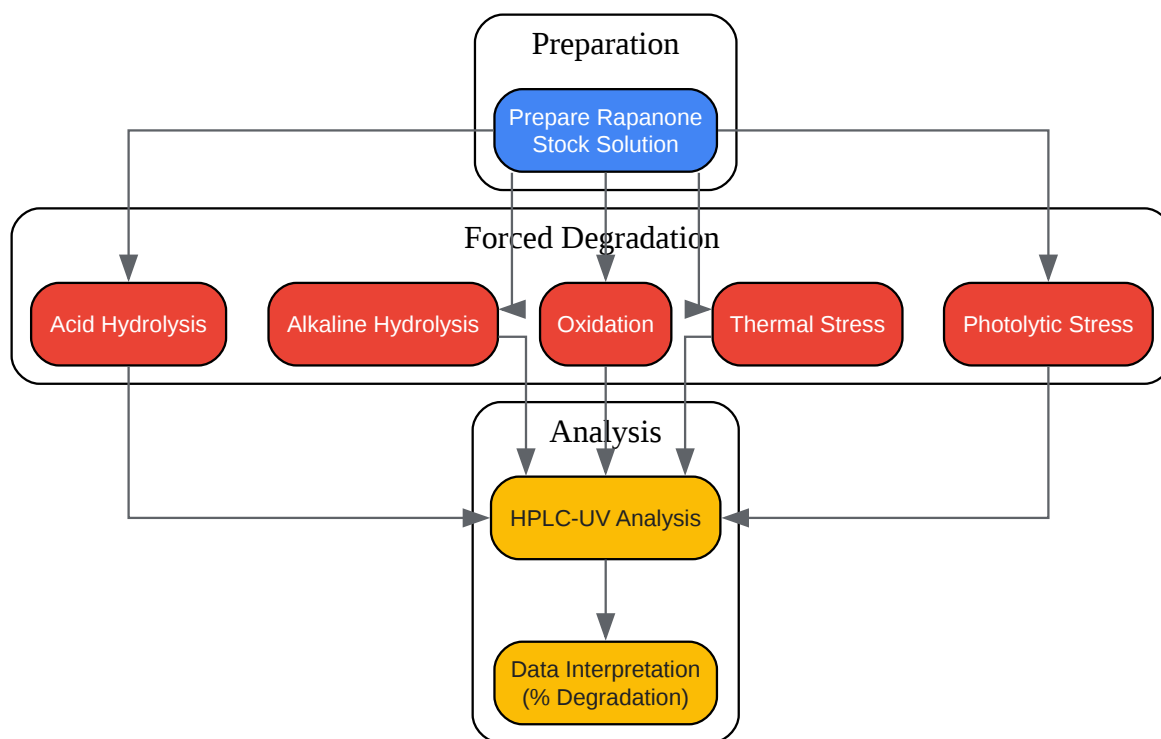 Preparation
Prepare Rapanone
Stock Solution
Forced Degradation
Acid Hydrolysis
Alkaline Hydrolysis
Oxidation
Thermal Stress
Photolytic Stress
Analysis
HPLC-UV Analysis
Data Interpretation
(% Degradation)